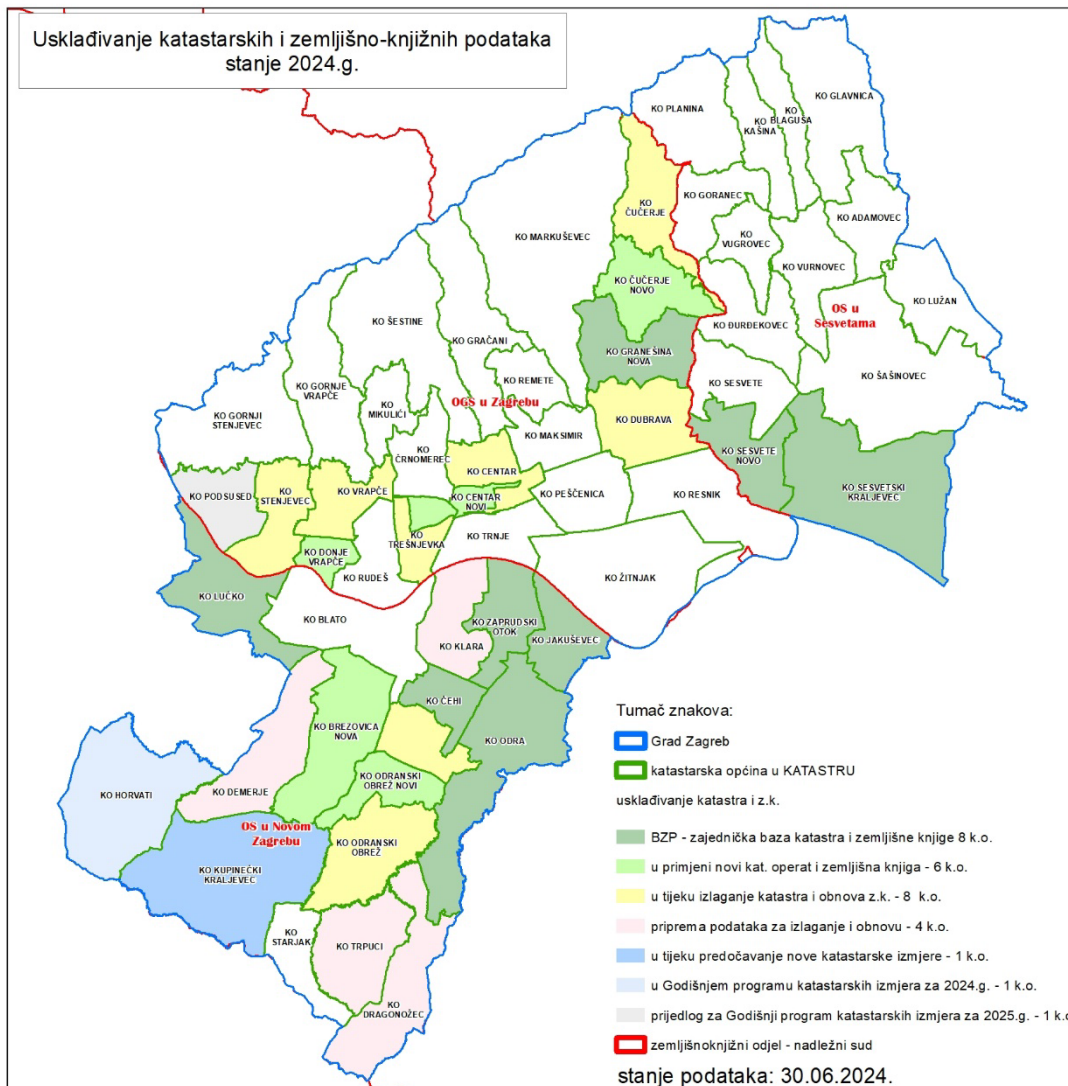 Usklađivanje katastarskih i zemljišno-knjižnih podataka
stanje 2024.g.
KO PLANINA
KO
KAŠINA
KO
BLAGUSA
KO GLAVNICA
KO
ČUČERJE
KO GORANEC
KO ADAMOVEC
KO MARKUŠEVEC
KO
VUGROVEC
KO VURNOVEC
KO ČUČERJE
NOVO
KO LUŽAN
OS u
Sesvetama
KO ŠESTINE
KO ĐURĐEKOVEC
KO GRAČANI
KO GRANEŠINA
NOVA
KO ŠAŠINOVEC
KO GORNJE
VRAPČE
KO REMETE
KO SESVETE
KO
MIKULIĆI
OGS u Zagrebu
KO GORNJI
STENJEVEC
KO DUBRAVA
KO MAKSIMIR
KO
ČRNOMEREC
KO SESVETE
NOVO
KO CENTAR
KO SESVETSKI
KRALJEVEC
KO PODSUSED
KO
STENJEVEC
KO VRAPČE
KO CENTAR
NOVI
KO PEŠČENICA
KO RESNIK
KO
TREŠNJEVKA
KO TRNJE
KO DONJE
VRAPČE
KO RUDEŠ
KO ŽITNJAK
KO LUČKO
KO BLATO
KO ZAPRUDSKI
OTOK
KO KLARA
KO JAKUŠEVEC
KO ČEHI
KO BREZOVICA
NOVA
KO ODRA
KO ODRANSKI
OBREŽ NOVI
KO HORVATI
KO DEMERJE
OS u Novom
Zagrebu
KO ODRANSKI
OBREŽ
KO KUPINEČKI
KRALJEVEC
KO
STARJAK
KO TRPUCI
KO
DRAGONOŽEC
Tumač znakova:
Grad Zagreb
katastarska općina u KATASTRU
usklađivanje katastra i z.k.
BZP - zajednička baza katastra i zemljišne knjige 8 k.o.
u primjeni novi kat. operat i zemljišna knjiga - 6 k.o.
u tijeku izlaganje katastra i obnova z.k. - 8 k.o.
priprema podataka za izlaganje i obnovu - 4 k.o.
u tijeku predočavanje nove katastarske izmjere - 1 k.o.
u Godišnjem programu katastarskih izmjera za 2024.g. - 1 k.o.
prijedlog za Godišnji program katastarskih izmjera za 2025.g. - 1 k.o
zemljišnoknjižni odjel - nadležni sud
stanje podataka: 30.06.2024.